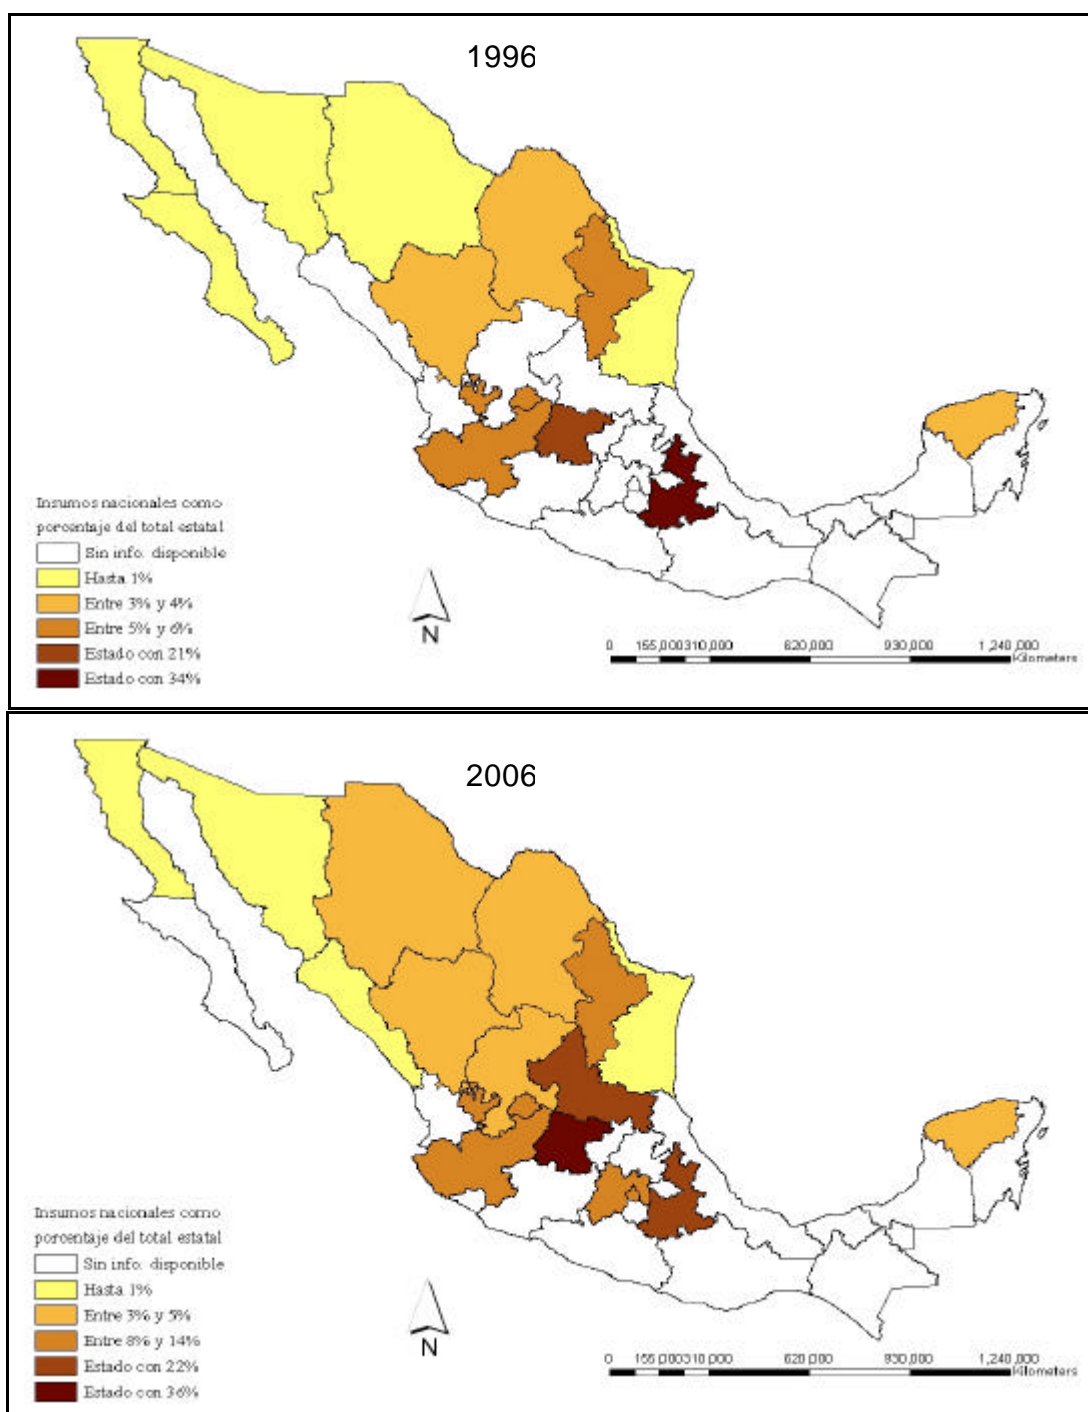 1996
Insumos nacionales como
porcentaje del total estatal
Sin info. disponible
Hasta 1%
Entre 3% y 4%
Entre 5% y 6%
Estado con 21%
Estado con 34%
N
0 155,000310,000 620,000 930,000 1,240,000
Kilometers
2006
Insumos nacionales como
porcentaje del total estatal
Sin info. disponible
Hasta 1%
Entre 3% y 5%
Entre 8% y 14%
Estado con 22%
Estado con 36%
N
0 155,000310,000 620,000 930,000 1,240,000
Kilometers